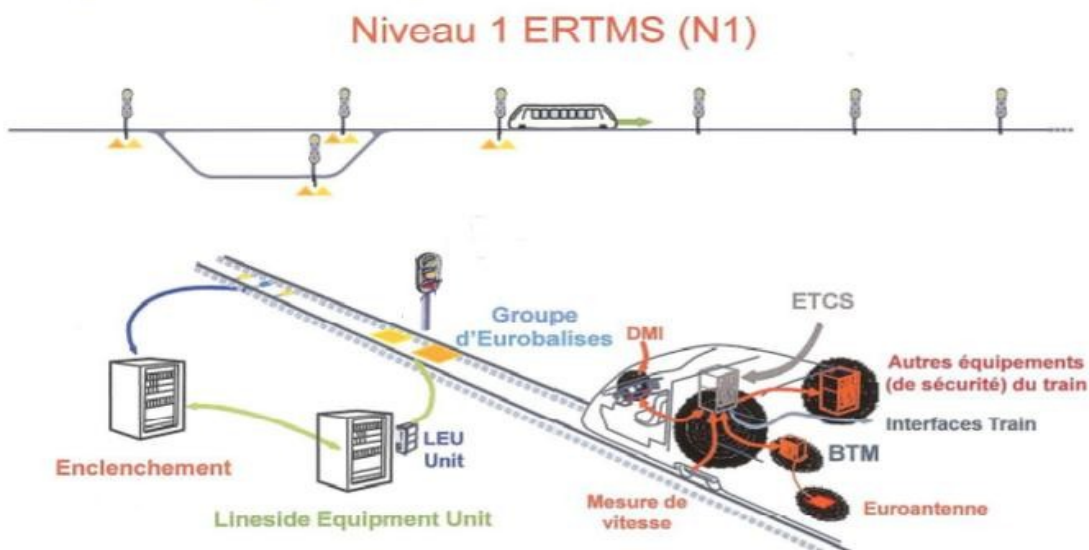 Niveau 1 ERTMS (N1)
ETCS
Groupe
d'Eurobalises
DMI
Autres équipements
(de sécurité) du train
Interfaces Train
LEU
Unit
BTM
Enclenchement
Mesure de
vitesse
Euroantenne
Lineside Equipment Unit